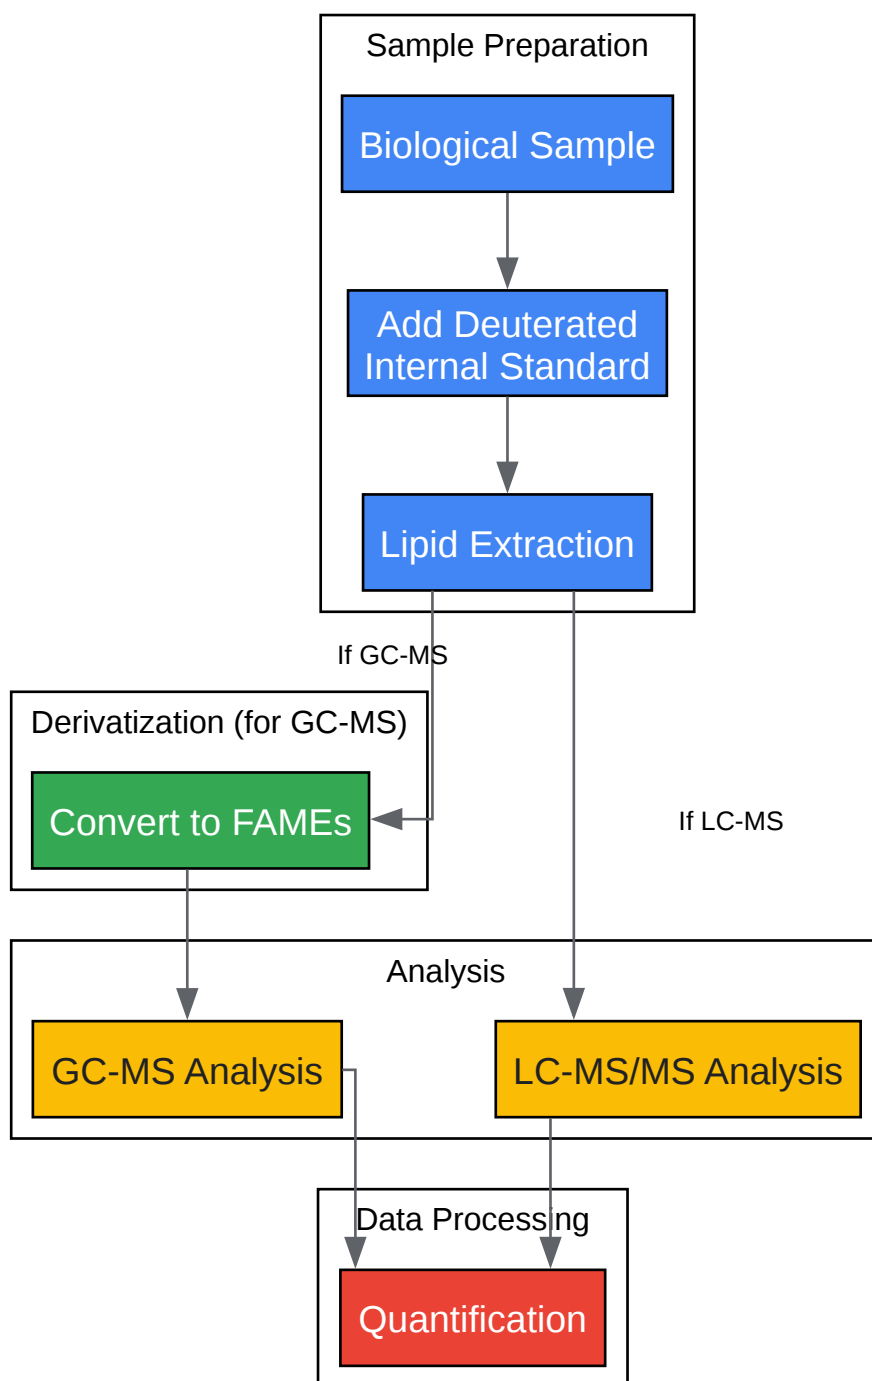 Sample Preparation
Biological Sample
Add Deuterated
Internal Standard
Lipid Extraction
If GC-MS
Derivatization (for GC-MS)
Convert to FAMEs
If LC-MS
Analysis
GC-MS Analysis
LC-MS/MS Analysis
Data Processing
Quantification